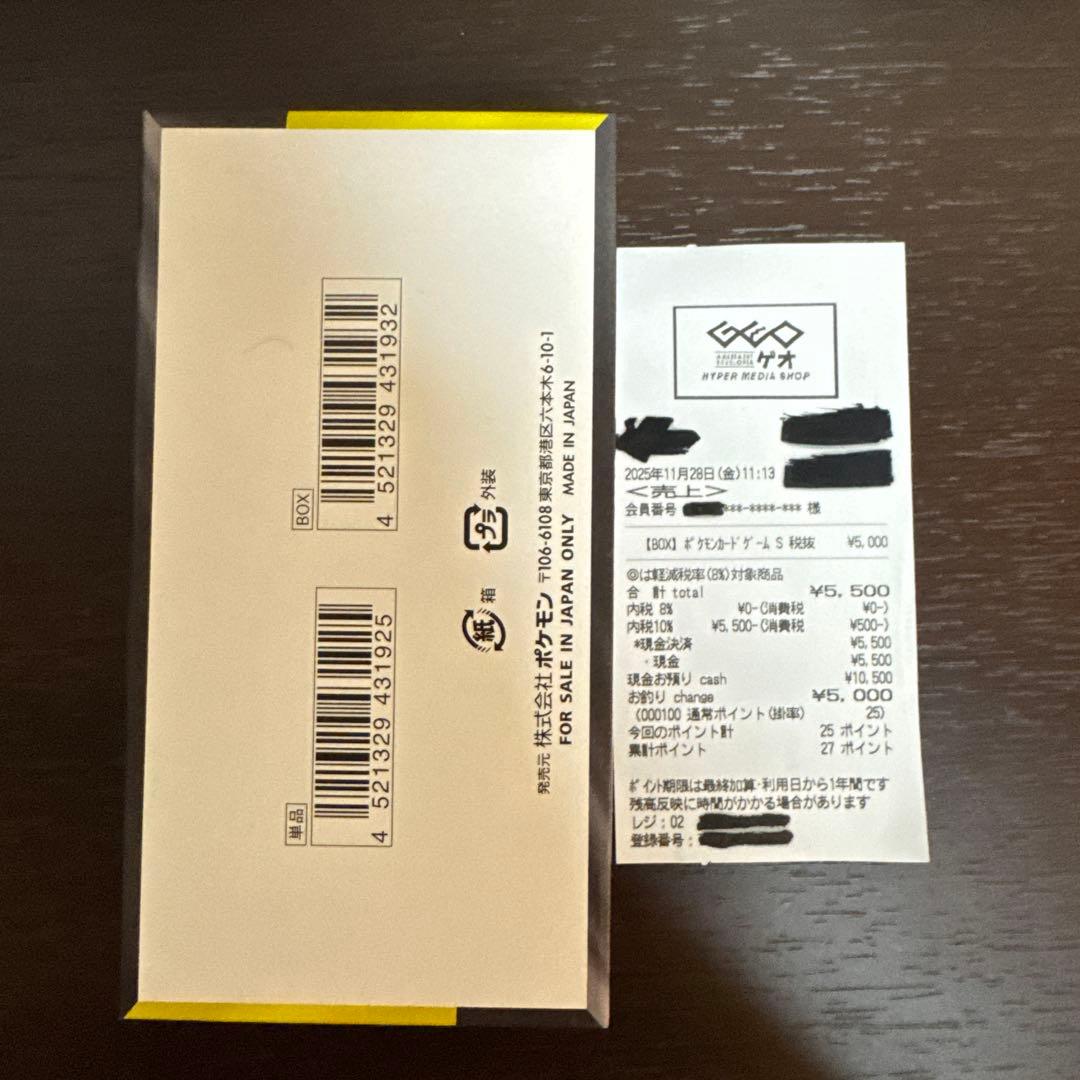 BOX
4 521329 431932
単品
4 521329 431925
プラ 外装
紙 箱
発売元 株式会社ポケモン 〒106-6108 東京都港区六本木6-10-1
FOR SALE IN JAPAN ONLY MADE IN JAPAN
GEO
ゲオ
HYPER MEDIA SHOP
2025年11月28日(金)11:13
<売上>
会員番号 ***-****-*** 様
【BOX】ポケモンカードゲーム S 税抜 ¥5,000
◎は軽減税率(8%)対象商品
合 計 total ¥5,500
内税 8% ¥0-(消費税 ¥0-)
内税10% ¥5,500-(消費税 ¥500-)
*現金決済 ¥5,500
・現金 ¥5,500
現金お預り cash ¥10,500
お釣り change ¥5,000
(000100 通常ポイント(掛率) 25)
今回のポイント計 25 ポイント
累計ポイント 27 ポイント
ポイント期限は最終加算・利用日から1年間です
残高反映に時間がかかる場合があります
レジ:02
登録番号: